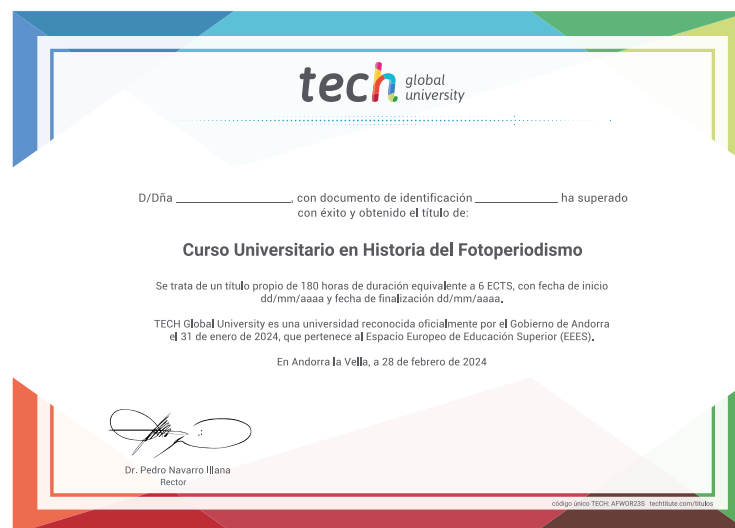 tech global university
D/Dña ______________________, con documento de identificación ________________ ha superado
con éxito y obtenido el título de:
Curso Universitario en Historia del Fotoperiodismo
Se trata de un título propio de 180 horas de duración equivalente a 6 ECTS, con fecha de inicio
dd/mm/aaaa y fecha de finalización dd/mm/aaaa.
TECH Global University es una universidad reconocida oficialmente por el Gobierno de Andorra
el 31 de enero de 2024, que pertenece al Espacio Europeo de Educación Superior (EEES).
En Andorra la Vella, a 28 de febrero de 2024
Dr. Pedro Navarro Illana
Rector
código único TECH: AFWOR23S techtitute.com/titulos